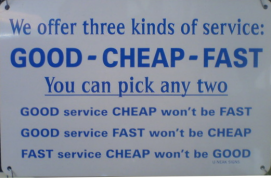 We offer three kinds of service:
GOOD - CHEAP - FAST
You can pick any two
GOOD service CHEAP won't be FAST
GOOD service FAST won't be CHEAP
FAST service CHEAP won't be GOOD